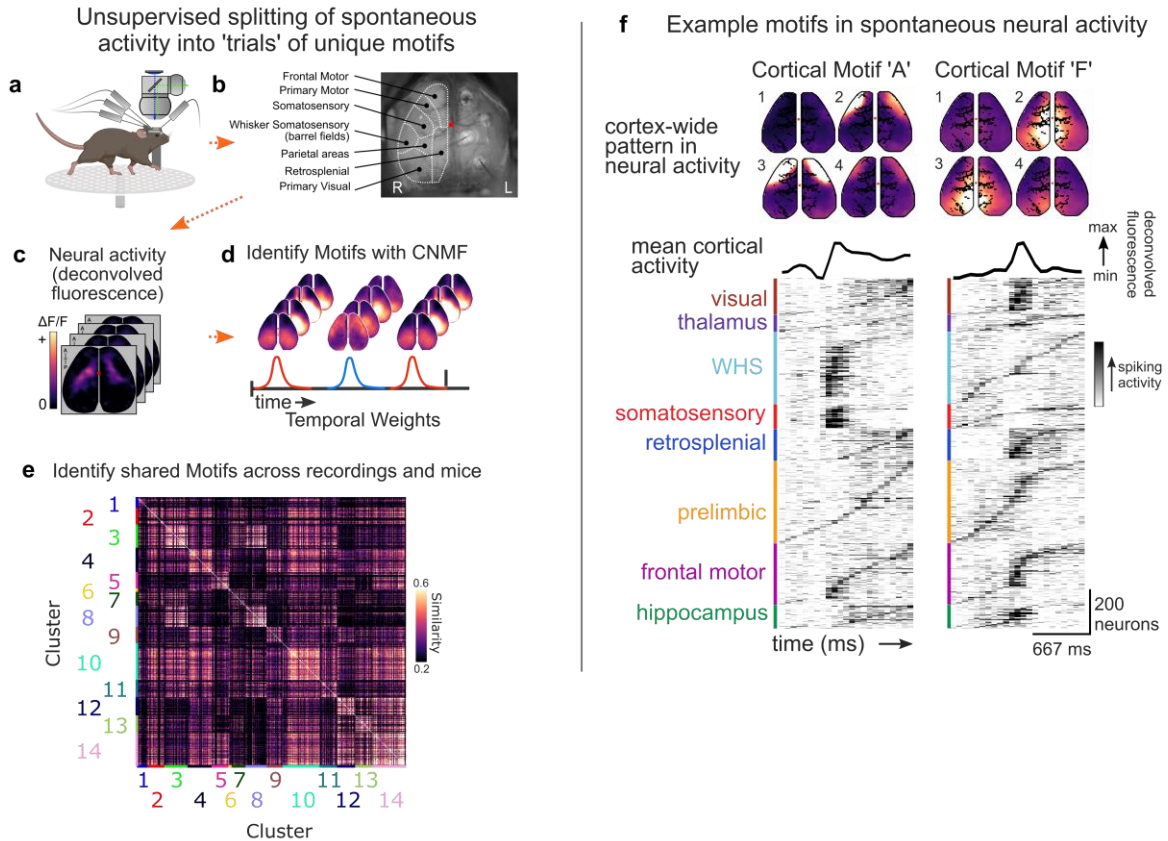 Unsupervised splitting of spontaneous
activity into 'trials' of unique motifs
a
b
Frontal Motor
Primary Motor
Somatosensory
Whisker Somatosensory
(barrel fields)
Parietal areas
Retrosplenial
Primary Visual
R
L
c
Neural activity
(deconvolved
fluorescence)
ΔF/F
+
0
d
Identify Motifs with CNMF
time
Temporal Weights
e
Identify shared Motifs across recordings and mice
Cluster
1
2
3
4
5
6
7
8
9
10
11
12
13
14
0.6
Similarity
0.2
1 3 5 7 9 11 13
2 4 6 8 10 12 14
Cluster
f
Example motifs in spontaneous neural activity
Cortical Motif 'A'
Cortical Motif 'F'
cortex-wide
pattern in
neural activity
1 2
3 4
1 2
3 4
mean cortical
activity
max
min
deconvolved
fluorescence
visual
thalamus
WHS
somatosensory
retrosplenial
prelimbic
frontal motor
hippocampus
spiking
activity
200
neurons
time (ms)
667 ms